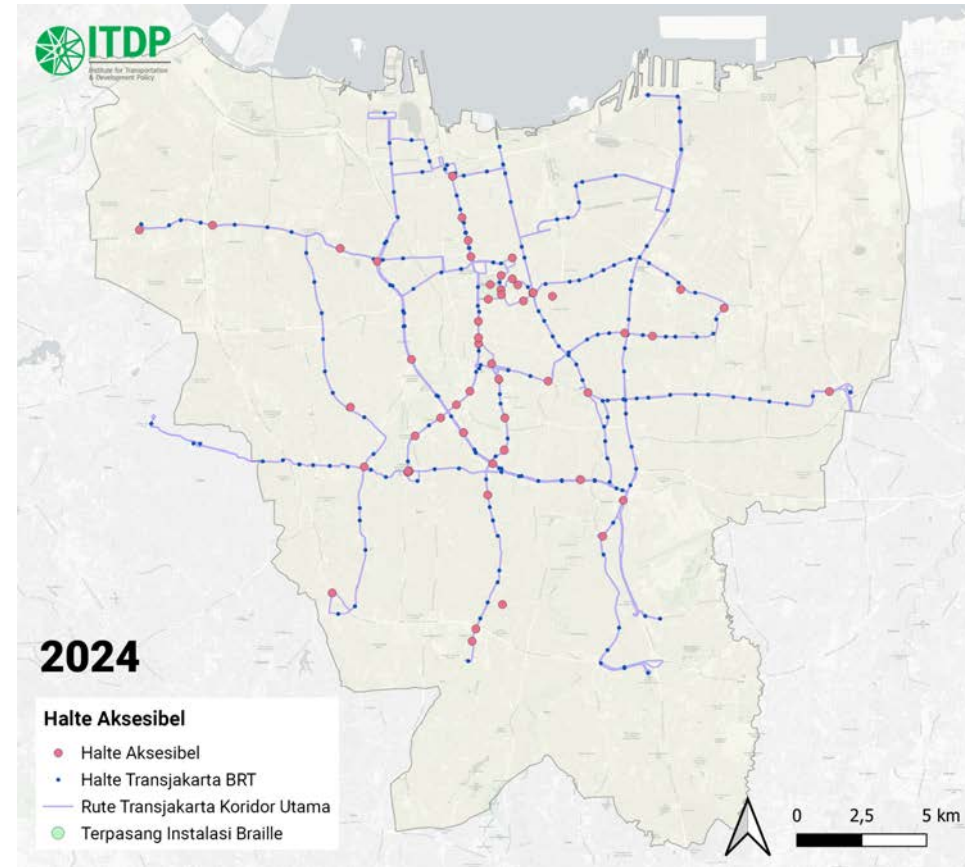 ITDP
Institute for Transportation
& Development Policy
2024
Halte Aksesibel
Halte Aksesibel
Halte Transjakarta BRT
Rute Transjakarta Koridor Utama
Terpasang Instalasi Braille
0 2,5 5 km